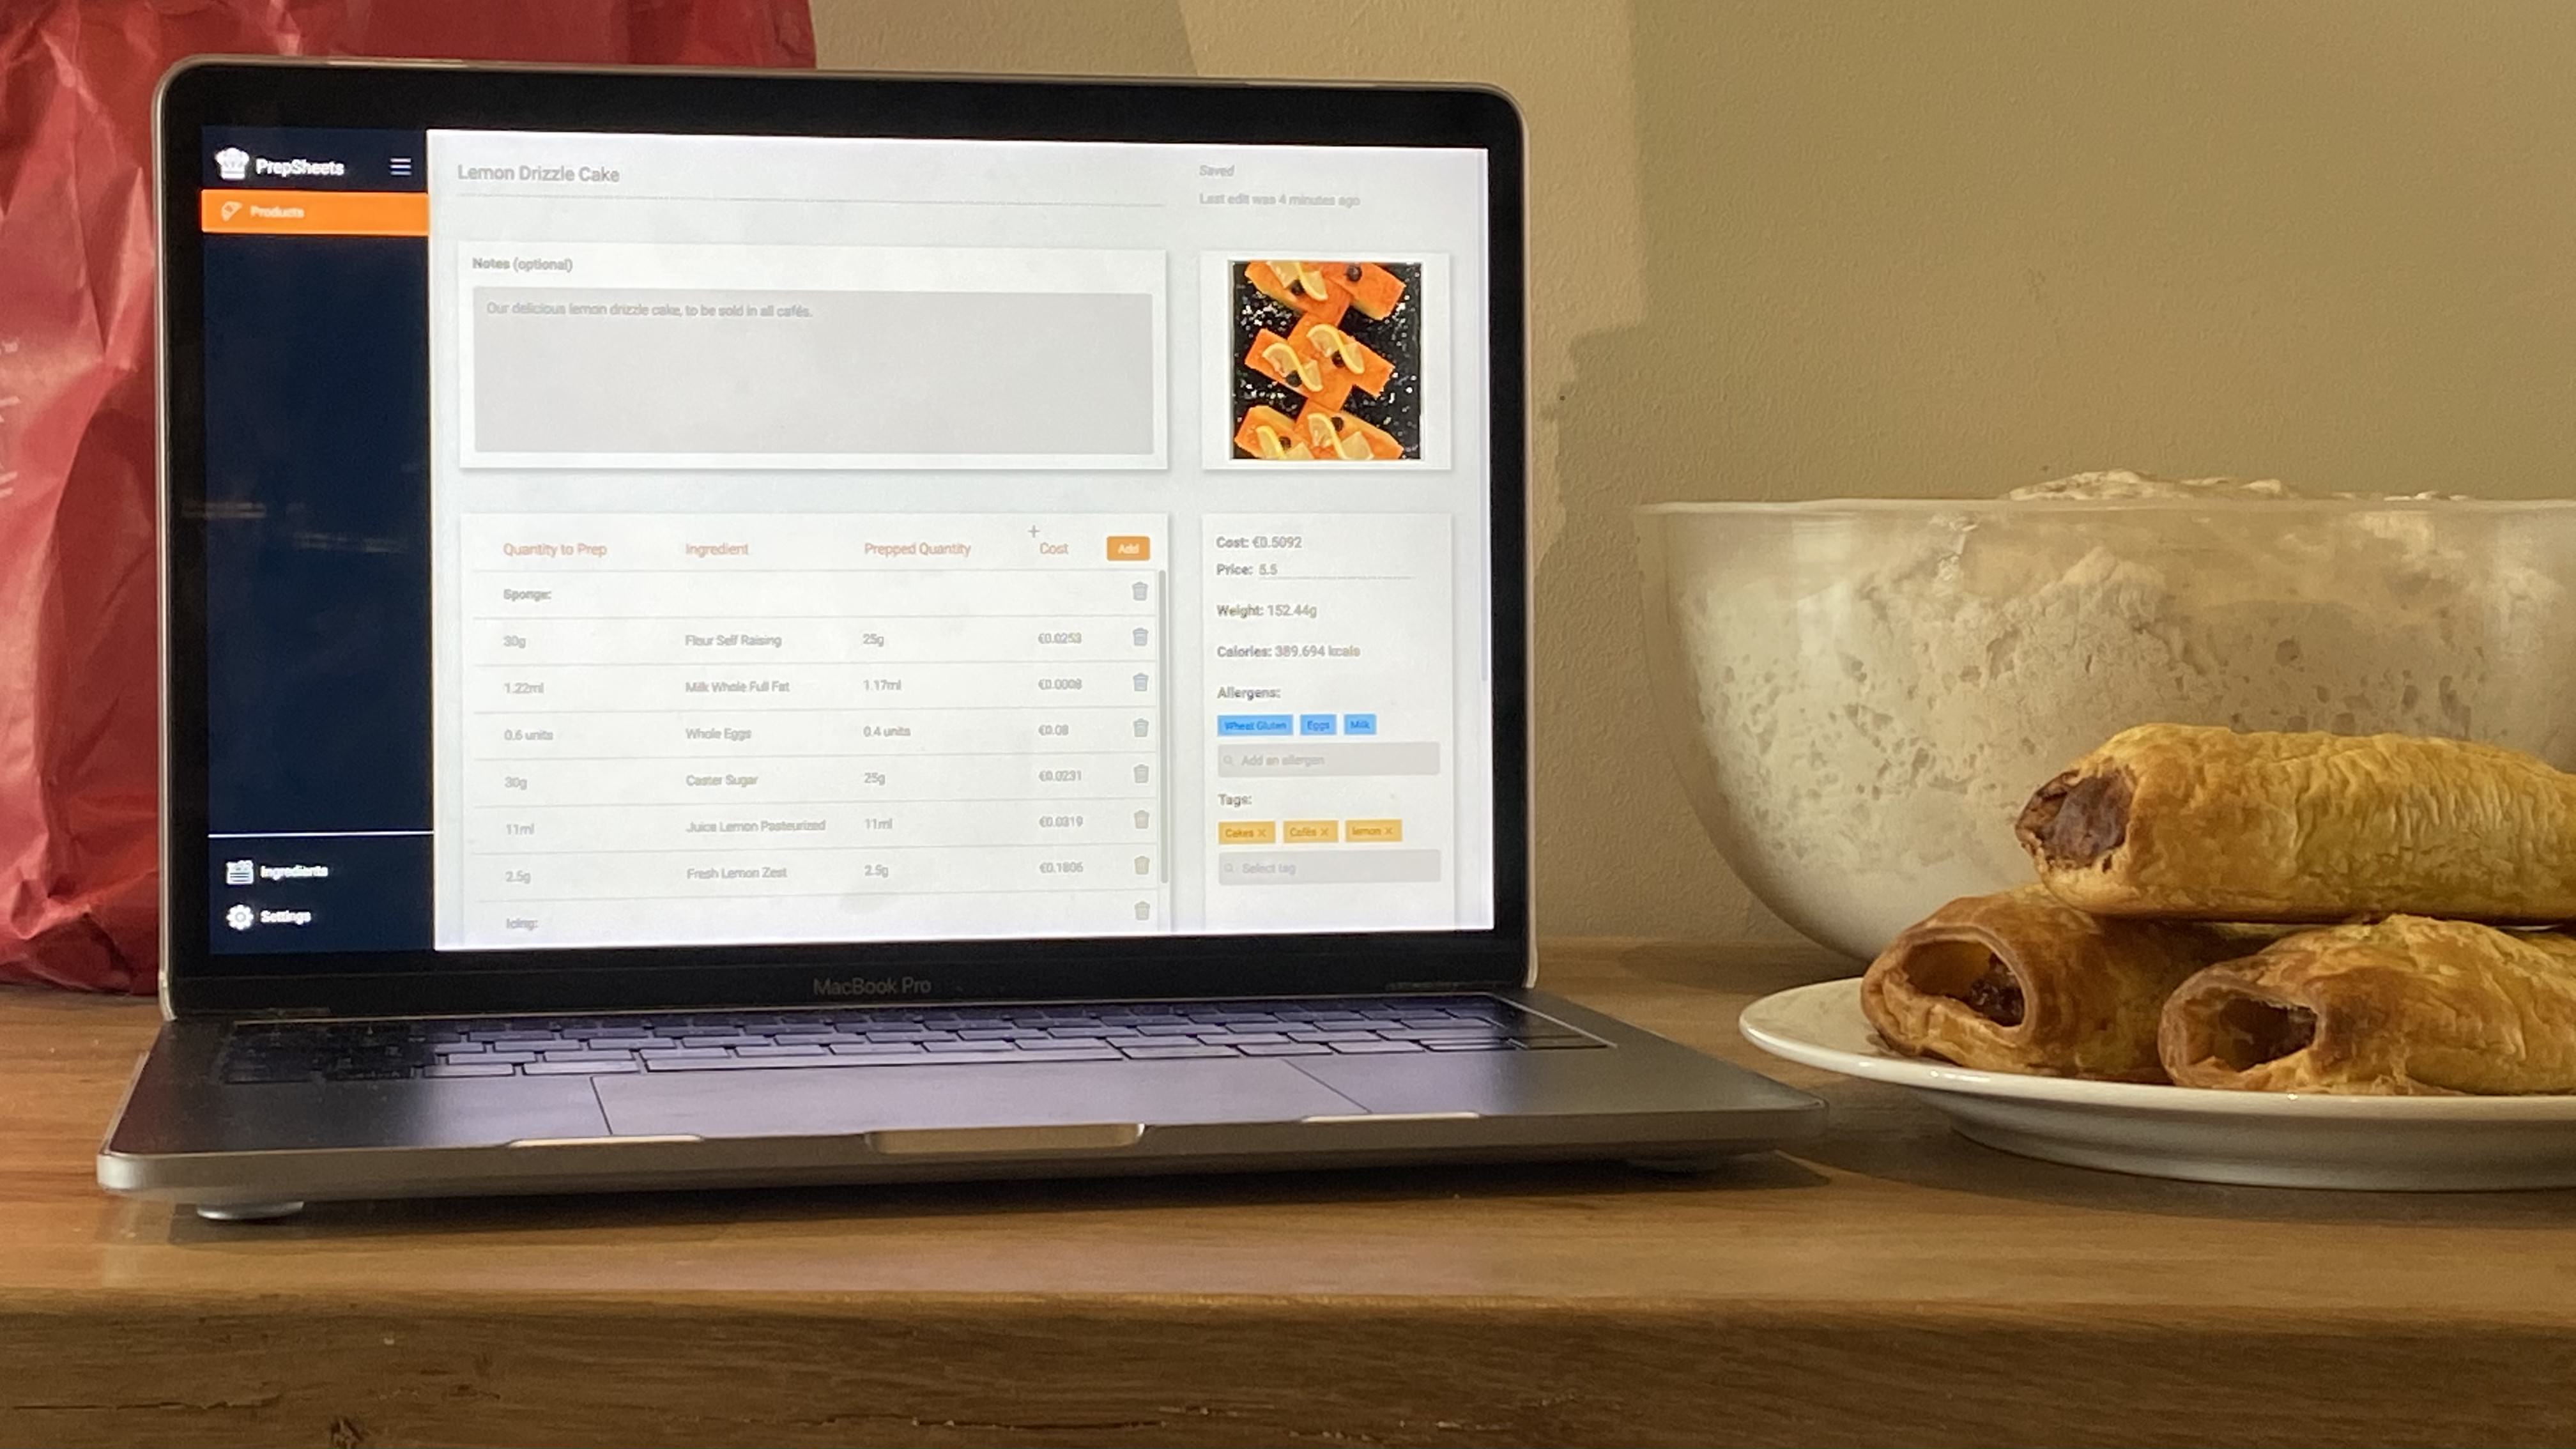 PrepSheets
Products
Ingredients
Settings
Lemon Drizzle Cake
Saved
Last edit was 4 minutes ago
Notes (optional)
Our delicious lemon drizzle cake, to be sold in all cafés.
Quantity to Prep Ingredient Prepped Quantity Cost Add
Sponge:
30g Flour Self Raising 25g €0.0253
1.22ml Milk Whole Full Fat 1.17ml €0.0008
0.6 units Whole Eggs 0.4 units €0.08
30g Caster Sugar 25g €0.0231
11ml Juice Lemon Pasteurized 11ml €0.0319
2.5g Fresh Lemon Zest 2.5g €0.1806
Icing:
Cost: €0.5092
Price: 5.5
Weight: 152.44g
Calories: 389.694 kcals
Allergens:
Wheat Gluten Eggs Milk
Add an allergen
Tags:
Cakes × Cafés × lemon ×
Select tag
MacBook Pro